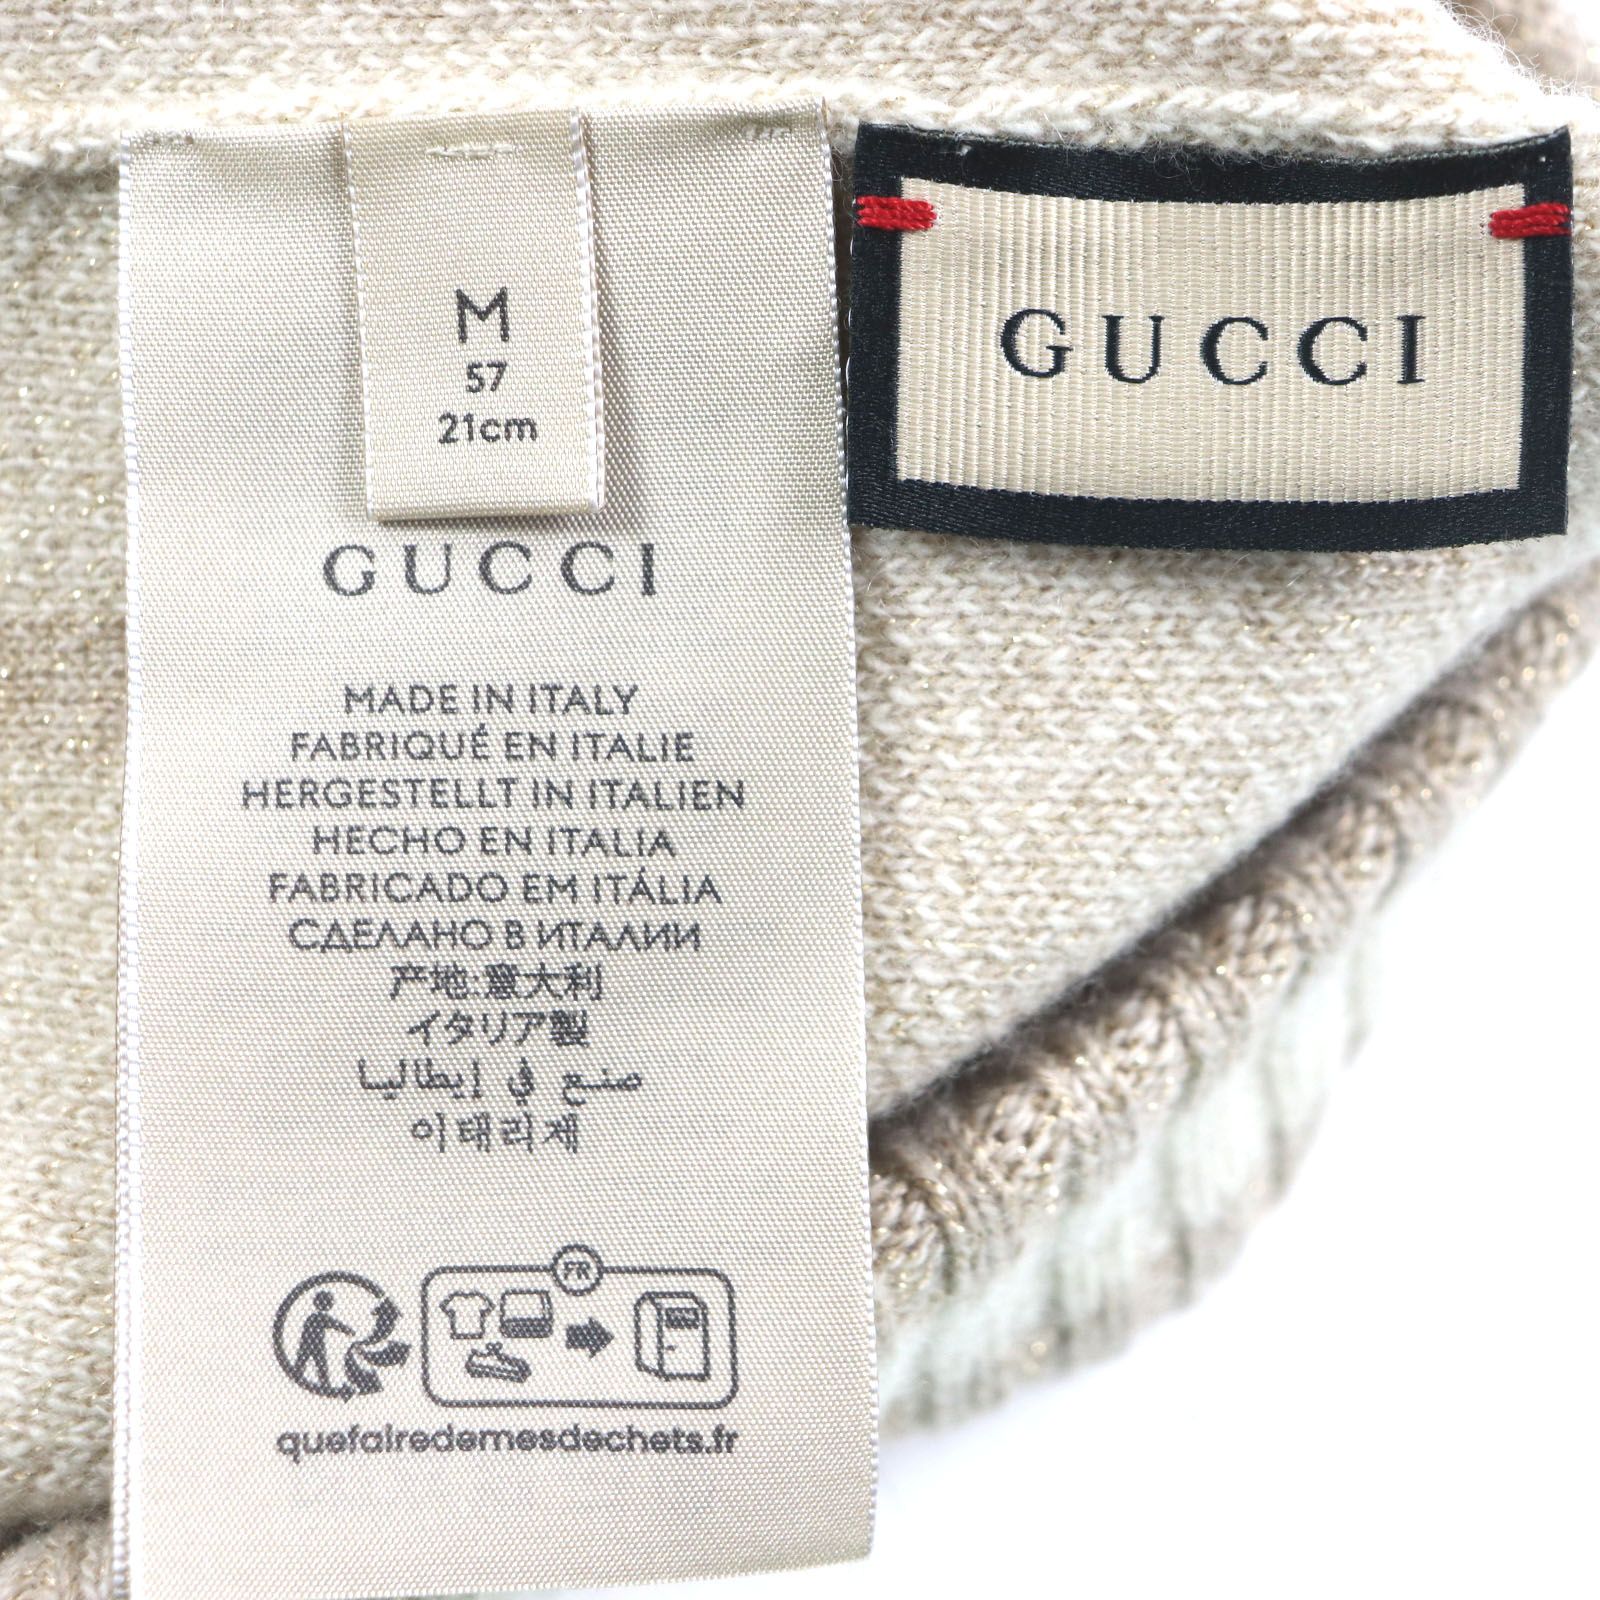 M
57
21cm
GUCCI
GUCCI
MADE IN ITALY
FABRIQUÉ EN ITALIE
HERGESTELLT IN ITALIEN
HECHO EN ITALIA
FABRICADO EM ITÁLIA
СДЕЛАНО В ИТАЛИИ
产地:意大利
イタリア製
صنع في إيطاليا
이태리제
FR
quefairedemesdechets.fr